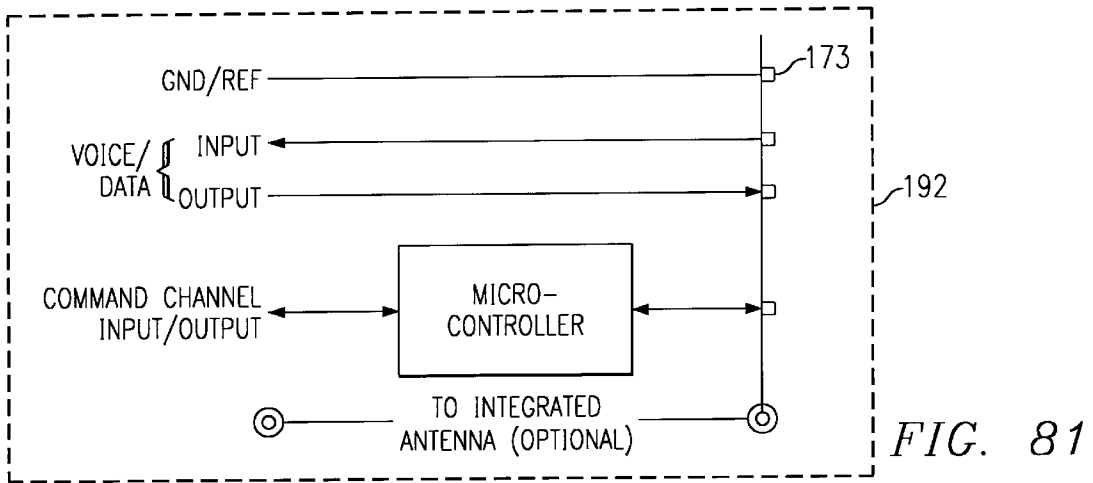 GND/REF
173
VOICE/
DATA
INPUT
OUTPUT
192
COMMAND CHANNEL
INPUT/OUTPUT
MICRO–
CONTROLLER
TO INTEGRATED
ANTENNA (OPTIONAL)
FIG. 81